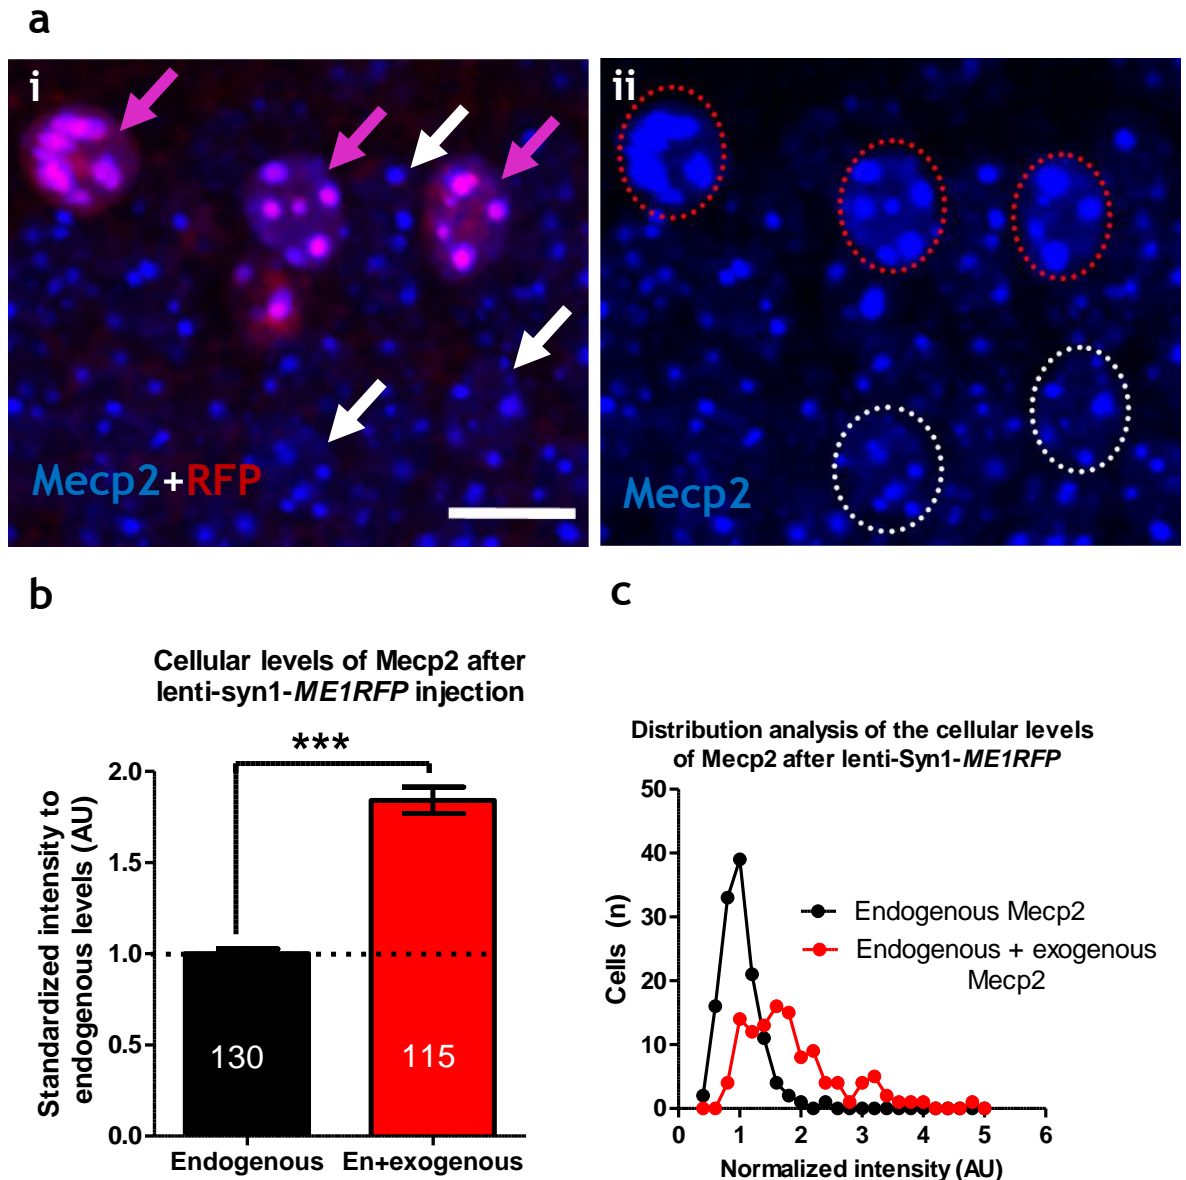 a
i
ii
Mecp2+RFP
Mecp2
b
c
Cellular levels of Mecp2 after
lenti-syn1-ME1RFP injection
***
Standardized intensity to
endogenous levels (AU)
2.0
1.5
1.0
0.5
0.0
130
115
Endogenous
En+exogenous
Distribution analysis of the cellular levels
of Mecp2 after lenti-Syn1-ME1RFP
Cells (n)
50
40
30
20
10
0
Endogenous Mecp2
Endogenous + exogenous
Mecp2
0 1 2 3 4 5 6
Normalized intensity (AU)